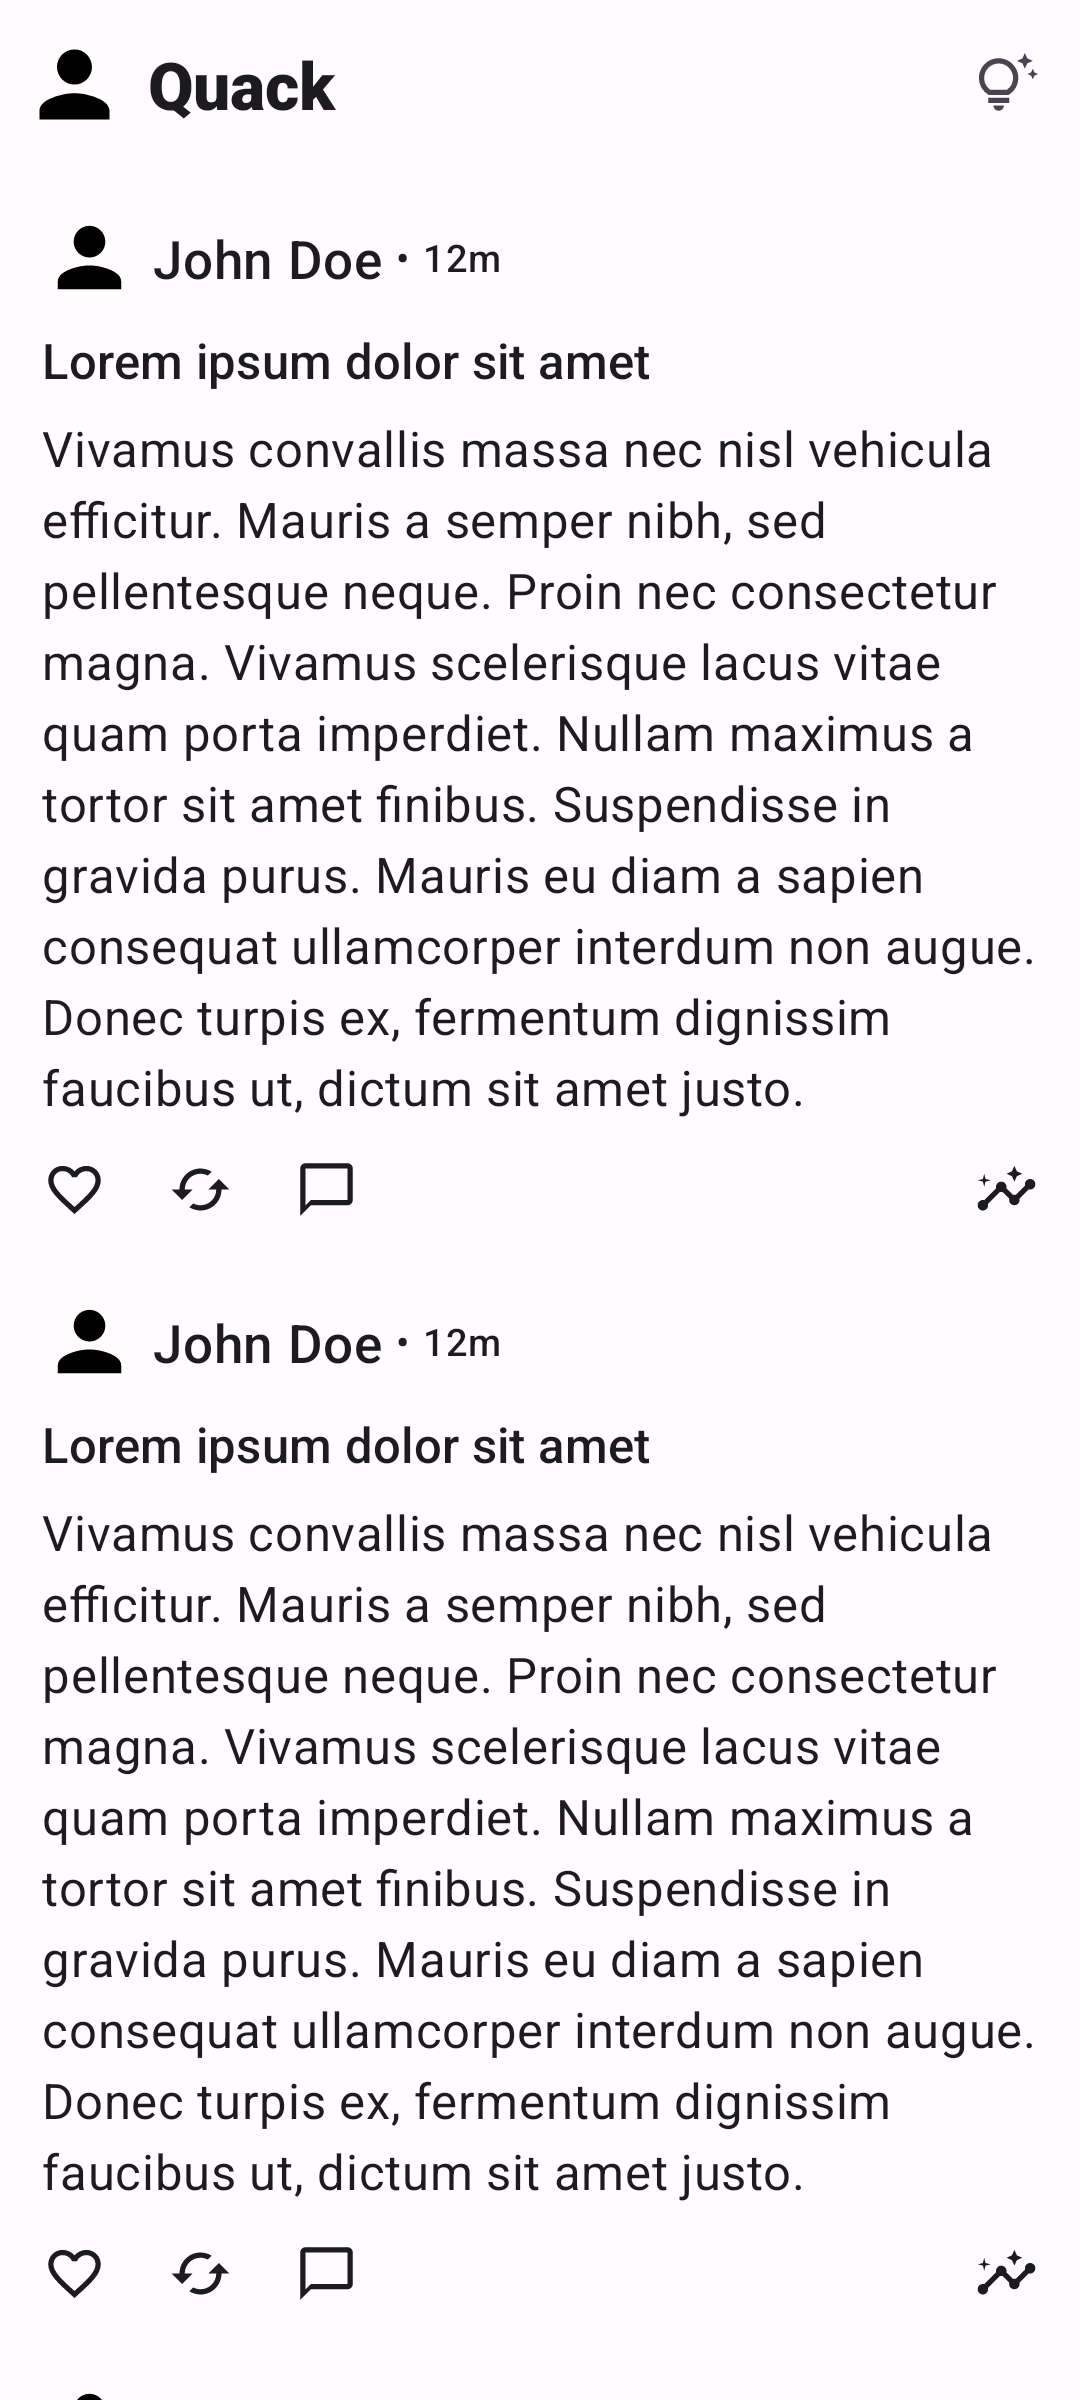 Quack
John Doe • 12m
Lorem ipsum dolor sit amet
Vivamus convallis massa nec nisl vehicula
efficitur. Mauris a semper nibh, sed
pellentesque neque. Proin nec consectetur
magna. Vivamus scelerisque lacus vitae
quam porta imperdiet. Nullam maximus a
tortor sit amet finibus. Suspendisse in
gravida purus. Mauris eu diam a sapien
consequat ullamcorper interdum non augue.
Donec turpis ex, fermentum dignissim
faucibus ut, dictum sit amet justo.
John Doe • 12m
Lorem ipsum dolor sit amet
Vivamus convallis massa nec nisl vehicula
efficitur. Mauris a semper nibh, sed
pellentesque neque. Proin nec consectetur
magna. Vivamus scelerisque lacus vitae
quam porta imperdiet. Nullam maximus a
tortor sit amet finibus. Suspendisse in
gravida purus. Mauris eu diam a sapien
consequat ullamcorper interdum non augue.
Donec turpis ex, fermentum dignissim
faucibus ut, dictum sit amet justo.